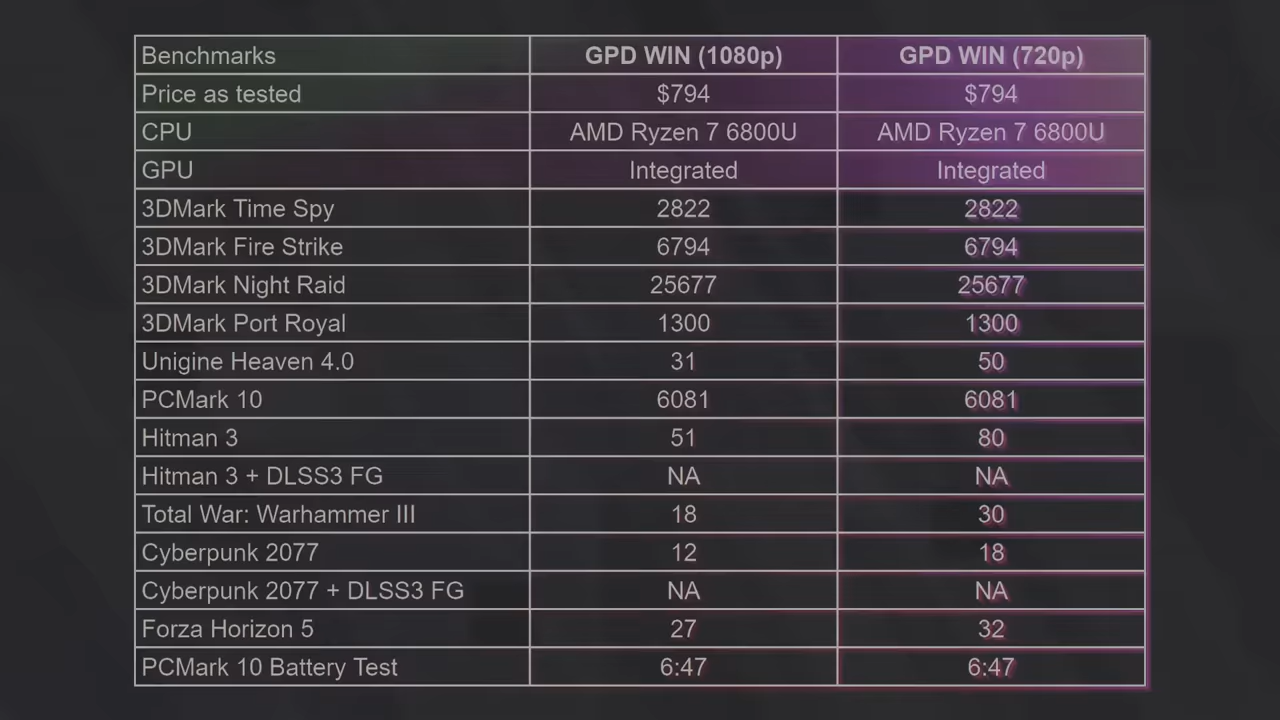 Benchmarks GPD WIN (1080p) GPD WIN (720p)
Price as tested $794 $794
CPU AMD Ryzen 7 6800U AMD Ryzen 7 6800U
GPU Integrated Integrated
3DMark Time Spy 2822 2822
3DMark Fire Strike 6794 6794
3DMark Night Raid 25677 25677
3DMark Port Royal 1300 1300
Unigine Heaven 4.0 31 50
PCMark 10 6081 6081
Hitman 3 51 80
Hitman 3 + DLSS3 FG NA NA
Total War: Warhammer III 18 30
Cyberpunk 2077 12 18
Cyberpunk 2077 + DLSS3 FG NA NA
Forza Horizon 5 27 32
PCMark 10 Battery Test 6:47 6:47